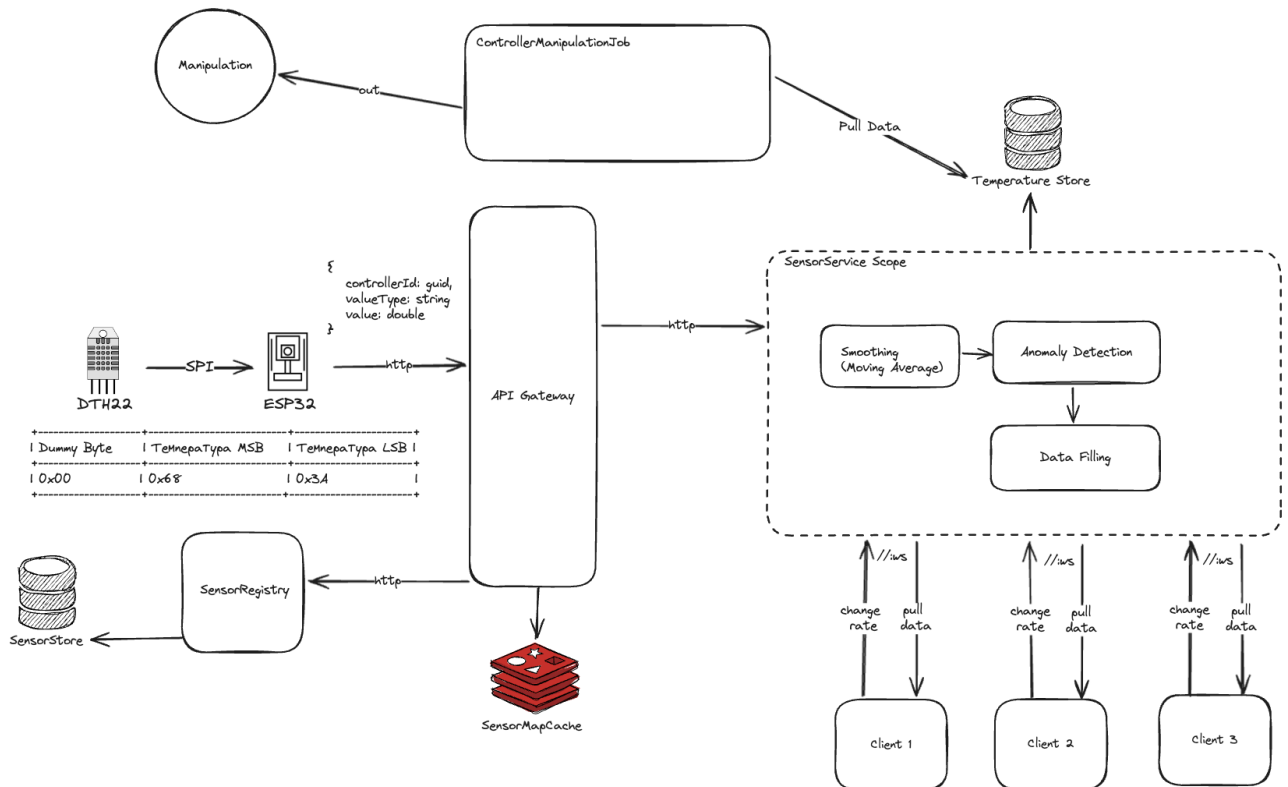 ControllerManipulationJob
Manipulation
out
Pull Data
Temperature Store
SensorService Scope
{
controllerId: guid,
valueType: string
value: double
}
http
Smoothing
(Moving Average)
Anomaly Detection
SPI
http
API Gateway
DTH22
ESP32
+----------------+--------------------+------------------+
| Dummy Byte | Температура MSB | Температура LSB |
+----------------+--------------------+------------------+
| 0x00 | 0x68 | 0x3A |
+----------------+--------------------+------------------+
Data Filling
SensorRegistry
http
SensorStore
SensorMapCache
//:ws
//:ws
//:ws
change
rate
pull
data
change
rate
pull
data
change
rate
pull
data
Client 1
Client 2
Client 3